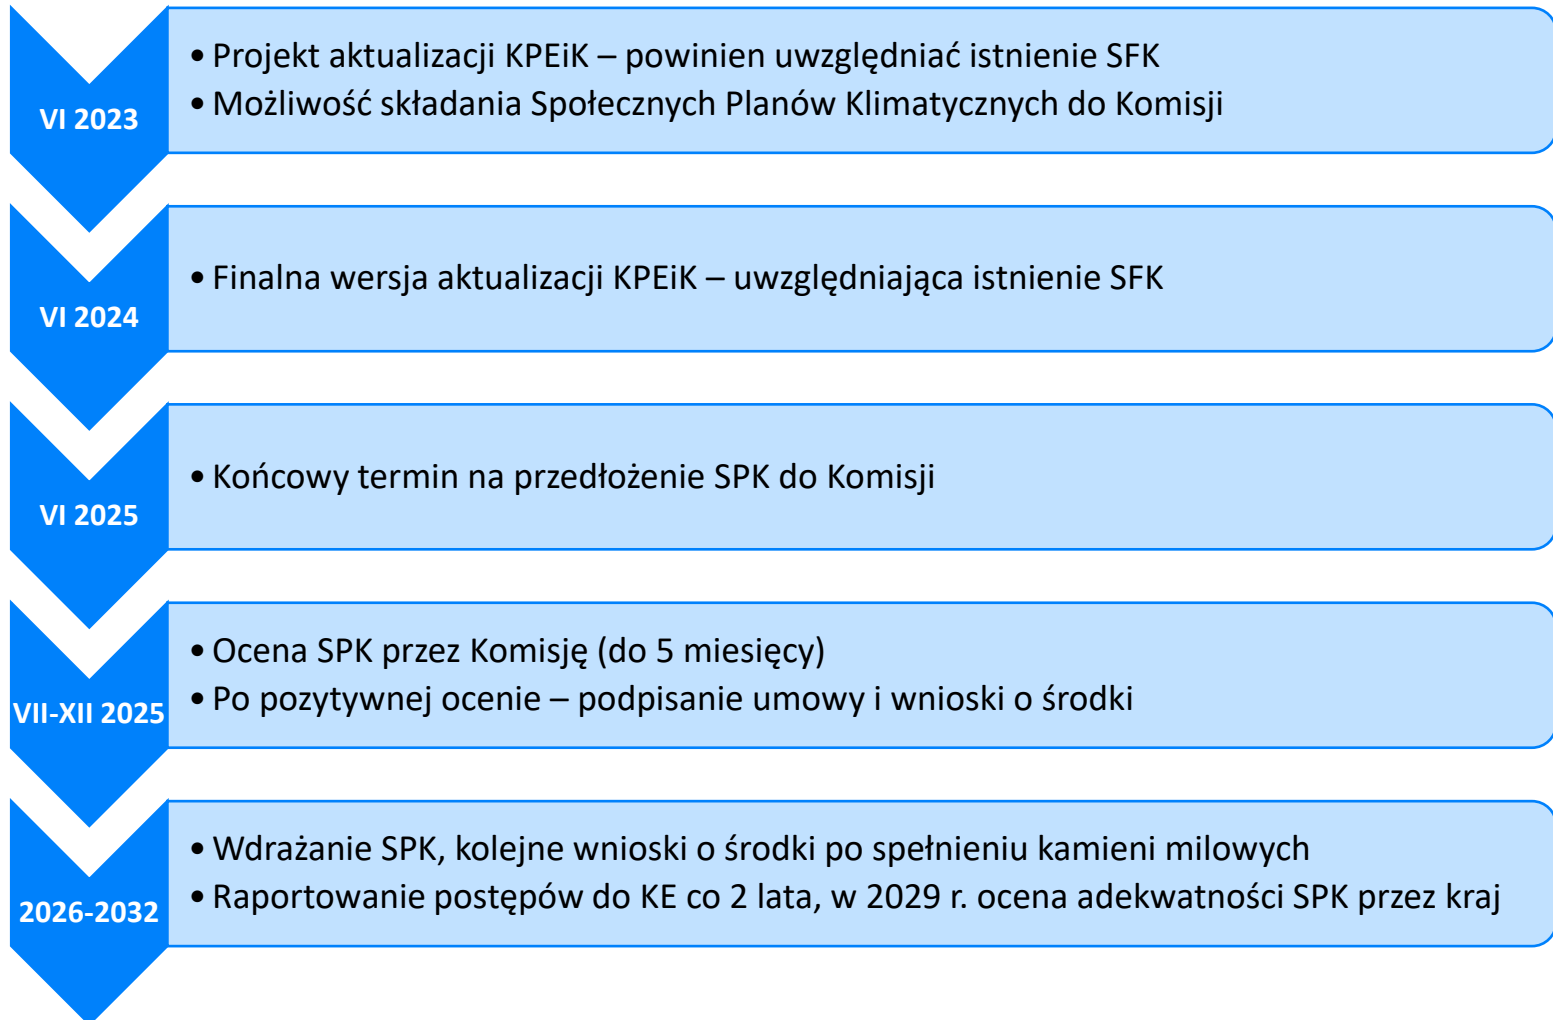 VI 2023
• Projekt aktualizacji KPEiK – powinien uwzględniać istnienie SFK
• Możliwość składania Społecznych Planów Klimatycznych do Komisji
VI 2024
• Finalna wersja aktualizacji KPEiK – uwzględniająca istnienie SFK
VI 2025
• Końcowy termin na przedłożenie SPK do Komisji
VII-XII 2025
• Ocena SPK przez Komisję (do 5 miesięcy)
• Po pozytywnej ocenie – podpisanie umowy i wnioski o środki
2026-2032
• Wdrażanie SPK, kolejne wnioski o środki po spełnieniu kamieni milowych
• Raportowanie postępów do KE co 2 lata, w 2029 r. ocena adekwatności SPK przez kraj